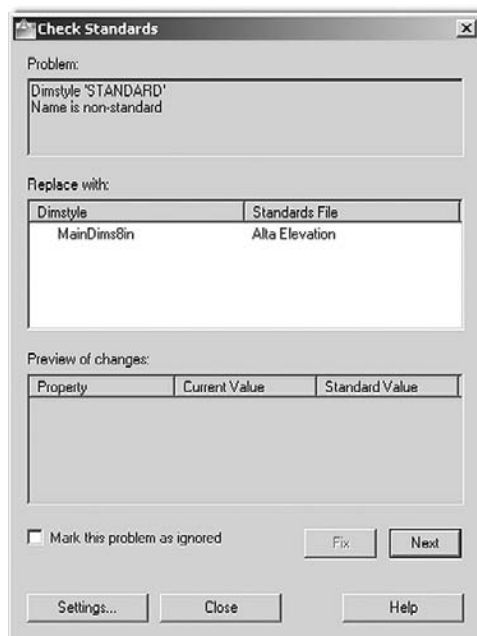 Check Standards
Problem:
Dimstyle 'STANDARD'
Name is non-standard
Replace with:
Dimstyle Standards File
MainDims8in Alta Elevation
Preview of changes:
Property Current Value Standard Value
Mark this problem as ignored
Fix Next
Settings... Close Help